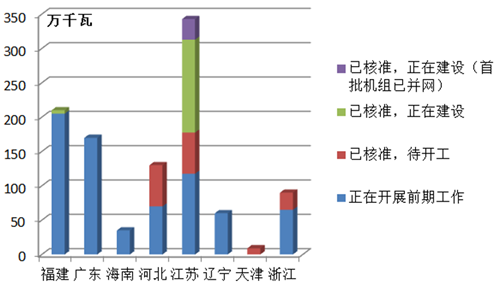 万千瓦
350
300
250
200
150
100
50
0
福建 广东 海南 河北 江苏 辽宁 天津 浙江
已核准，正在建设（首
批机组已并网）
已核准，正在建设
已核准，待开工
正在开展前期工作